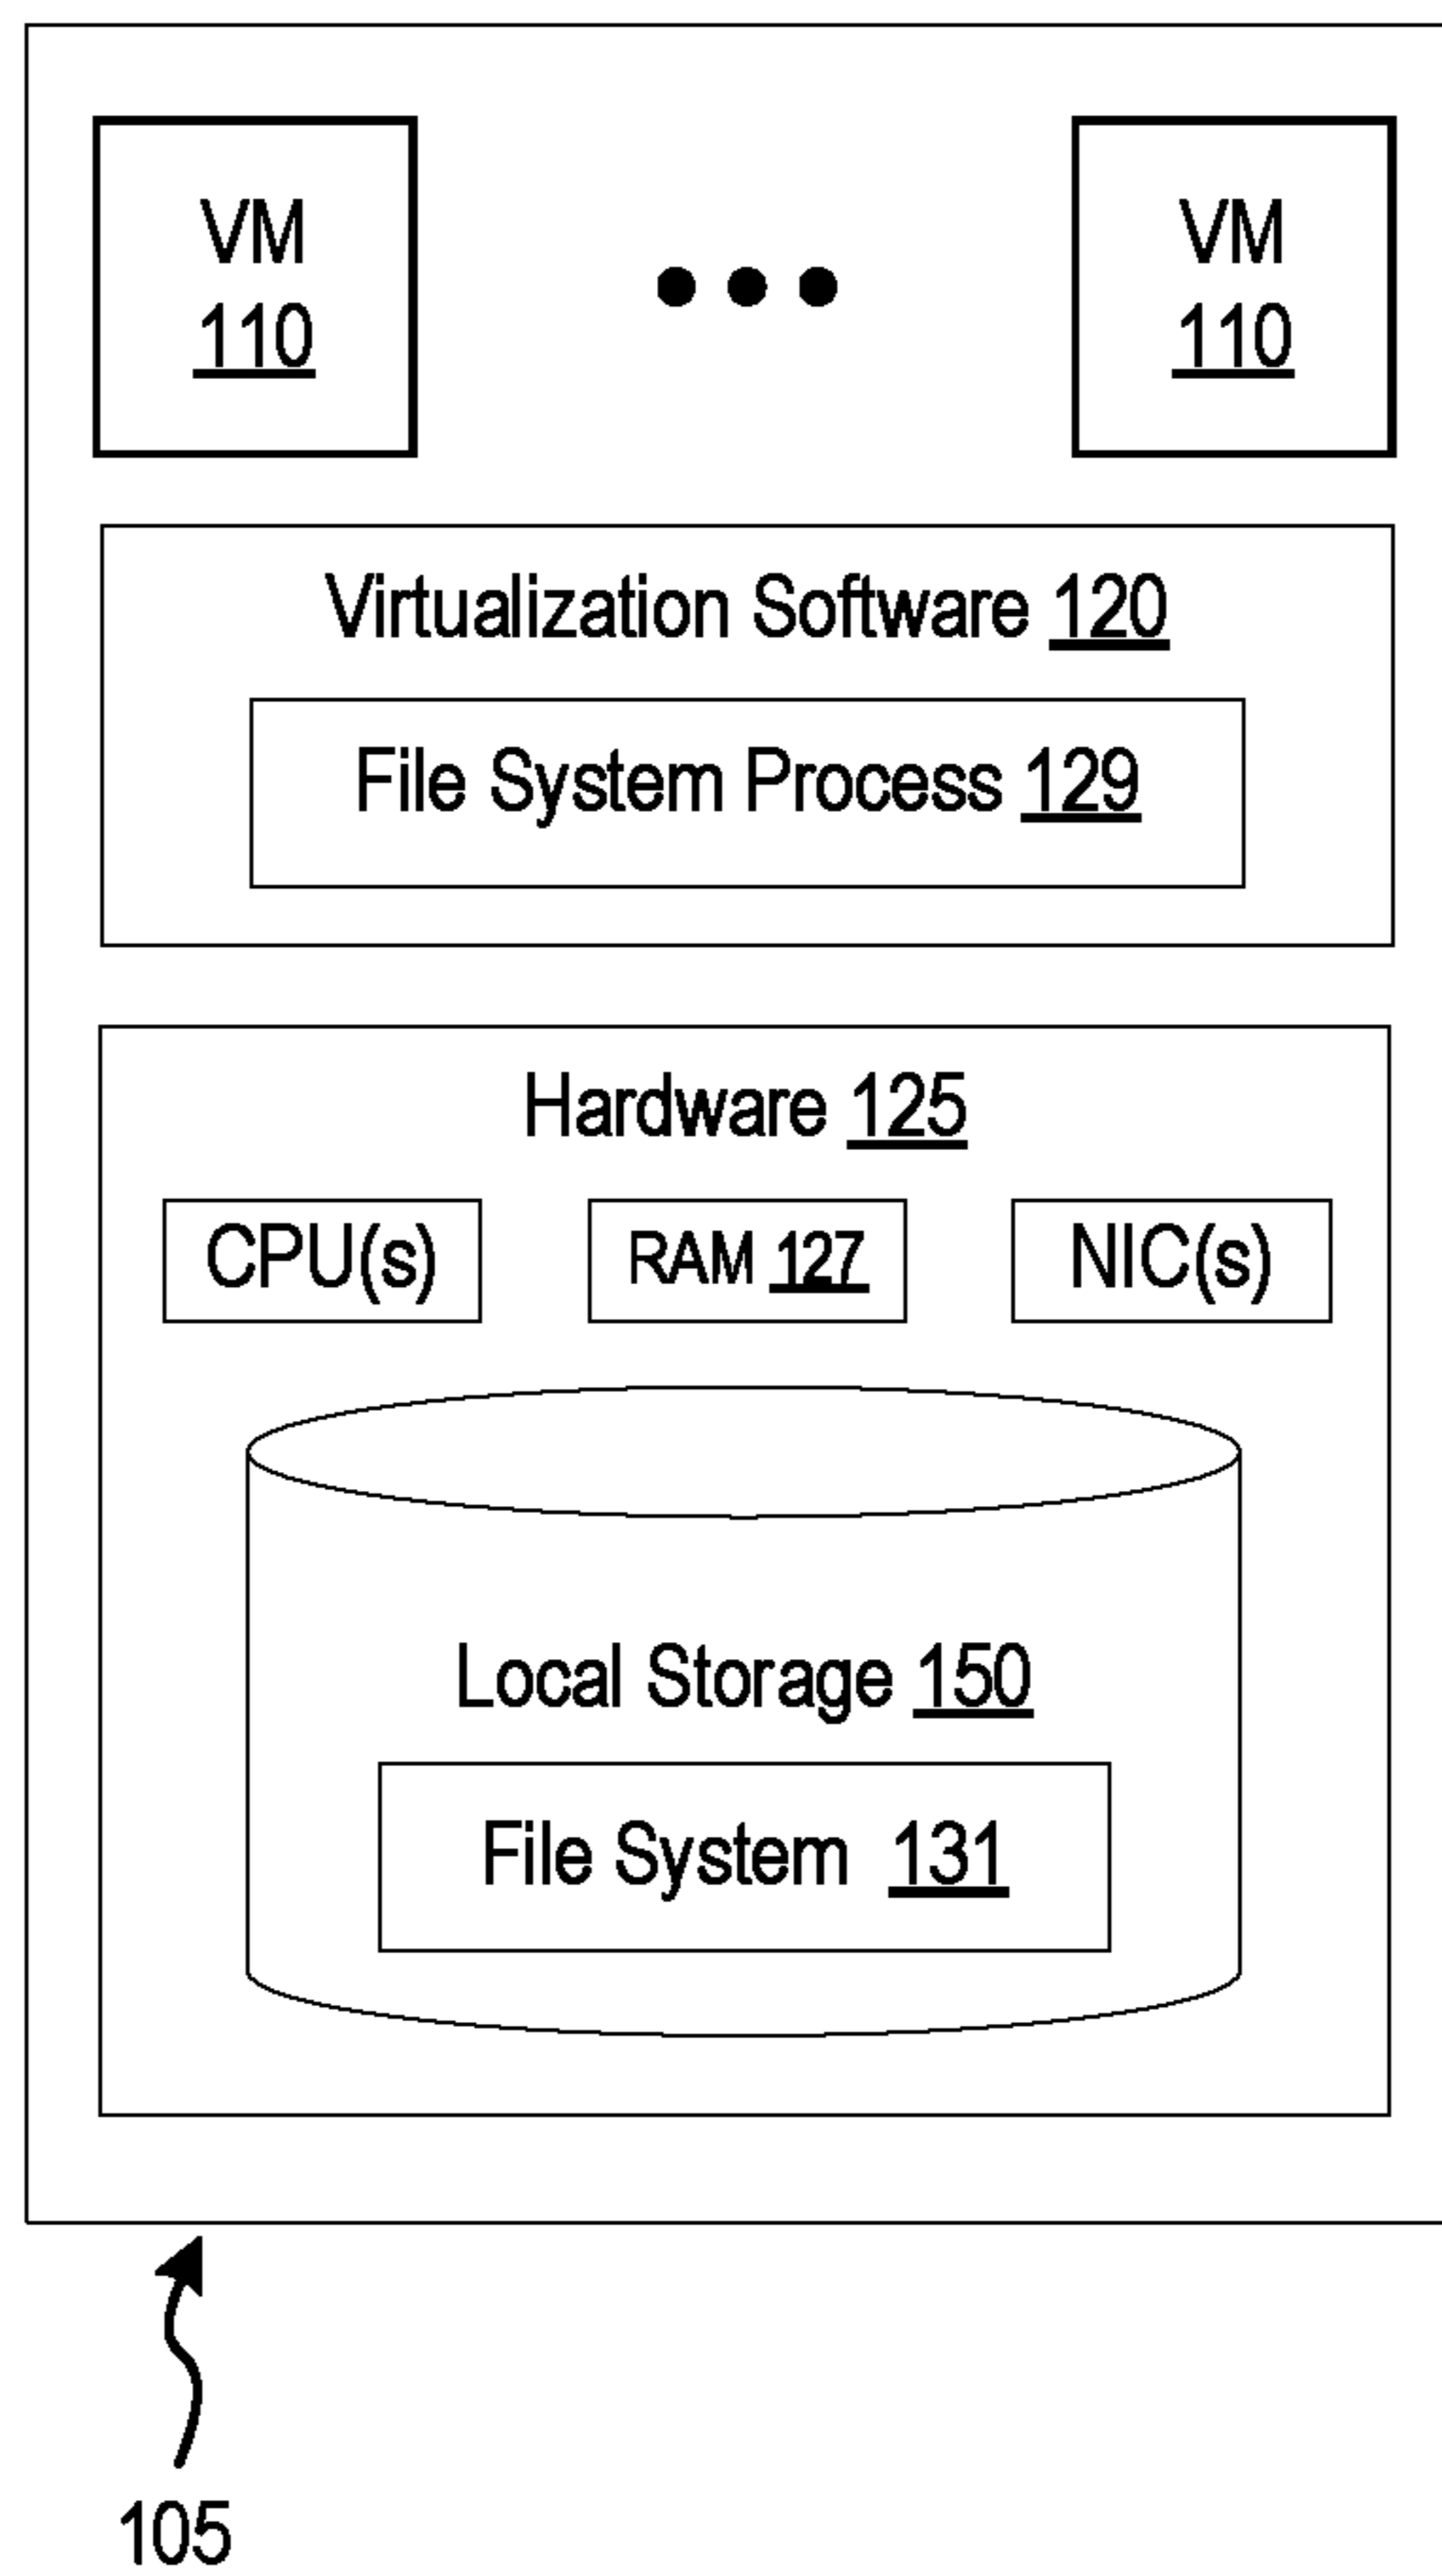 VM
110
VM
110
Virtualization Software 120
File System Process 129
Hardware 125
CPU(s)
RAM 127
NIC(s)
Local Storage 150
File System 131
105